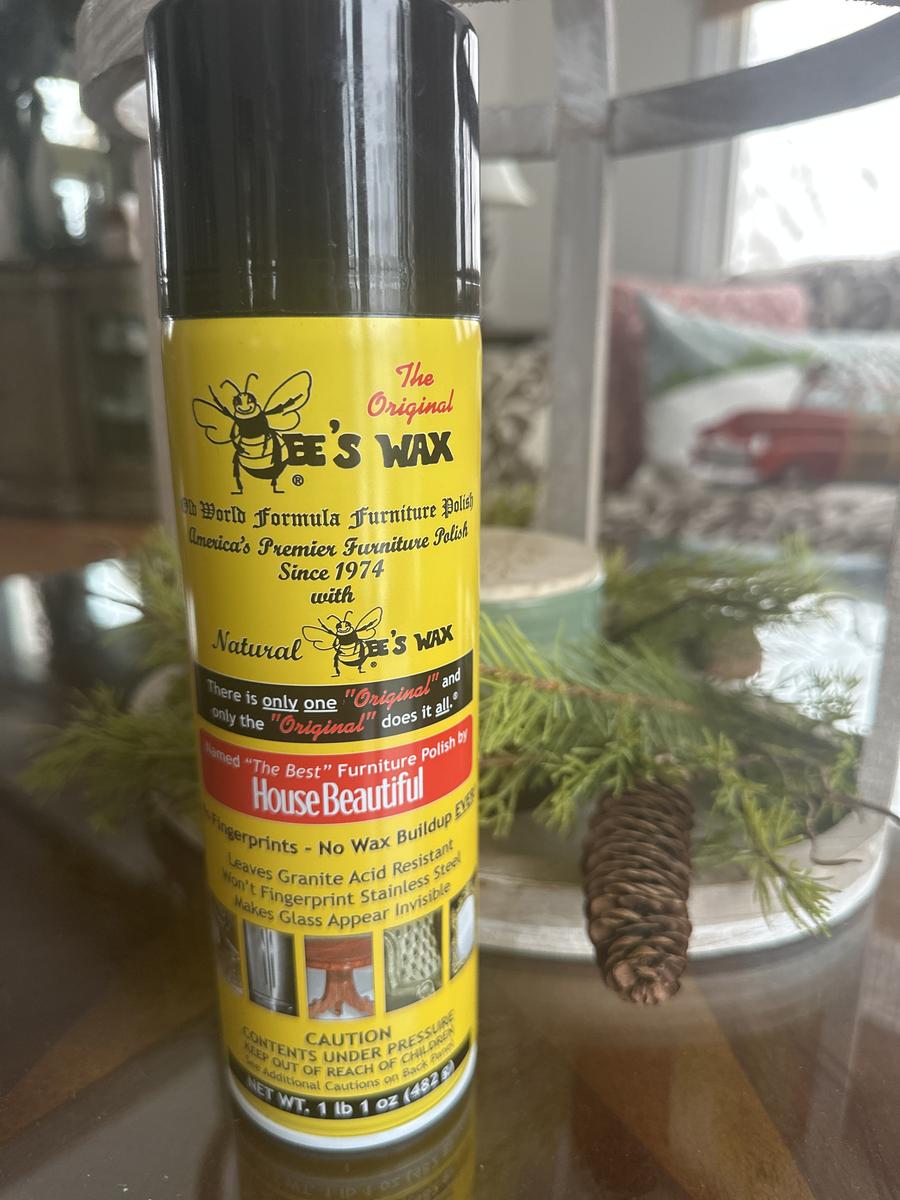 The
Original
BEE'S WAX
®
Old World Formula Furniture Polish
America's Premier Furniture Polish
Since 1974
with
Natural BEE'S WAX
®
There is only one "Original" and
only the "Original" does it all.®
Named "The Best" Furniture Polish by
House Beautiful
Fingerprints - No Wax Buildup EVER
Leaves Granite Acid Resistant
Won't Fingerprint Stainless Steel
Makes Glass Appear Invisible
CAUTION
CONTENTS UNDER PRESSURE
KEEP OUT OF REACH OF CHILDREN
See Additional Cautions on Back Panel
NET WT. 1 lb 1 oz (482 g)